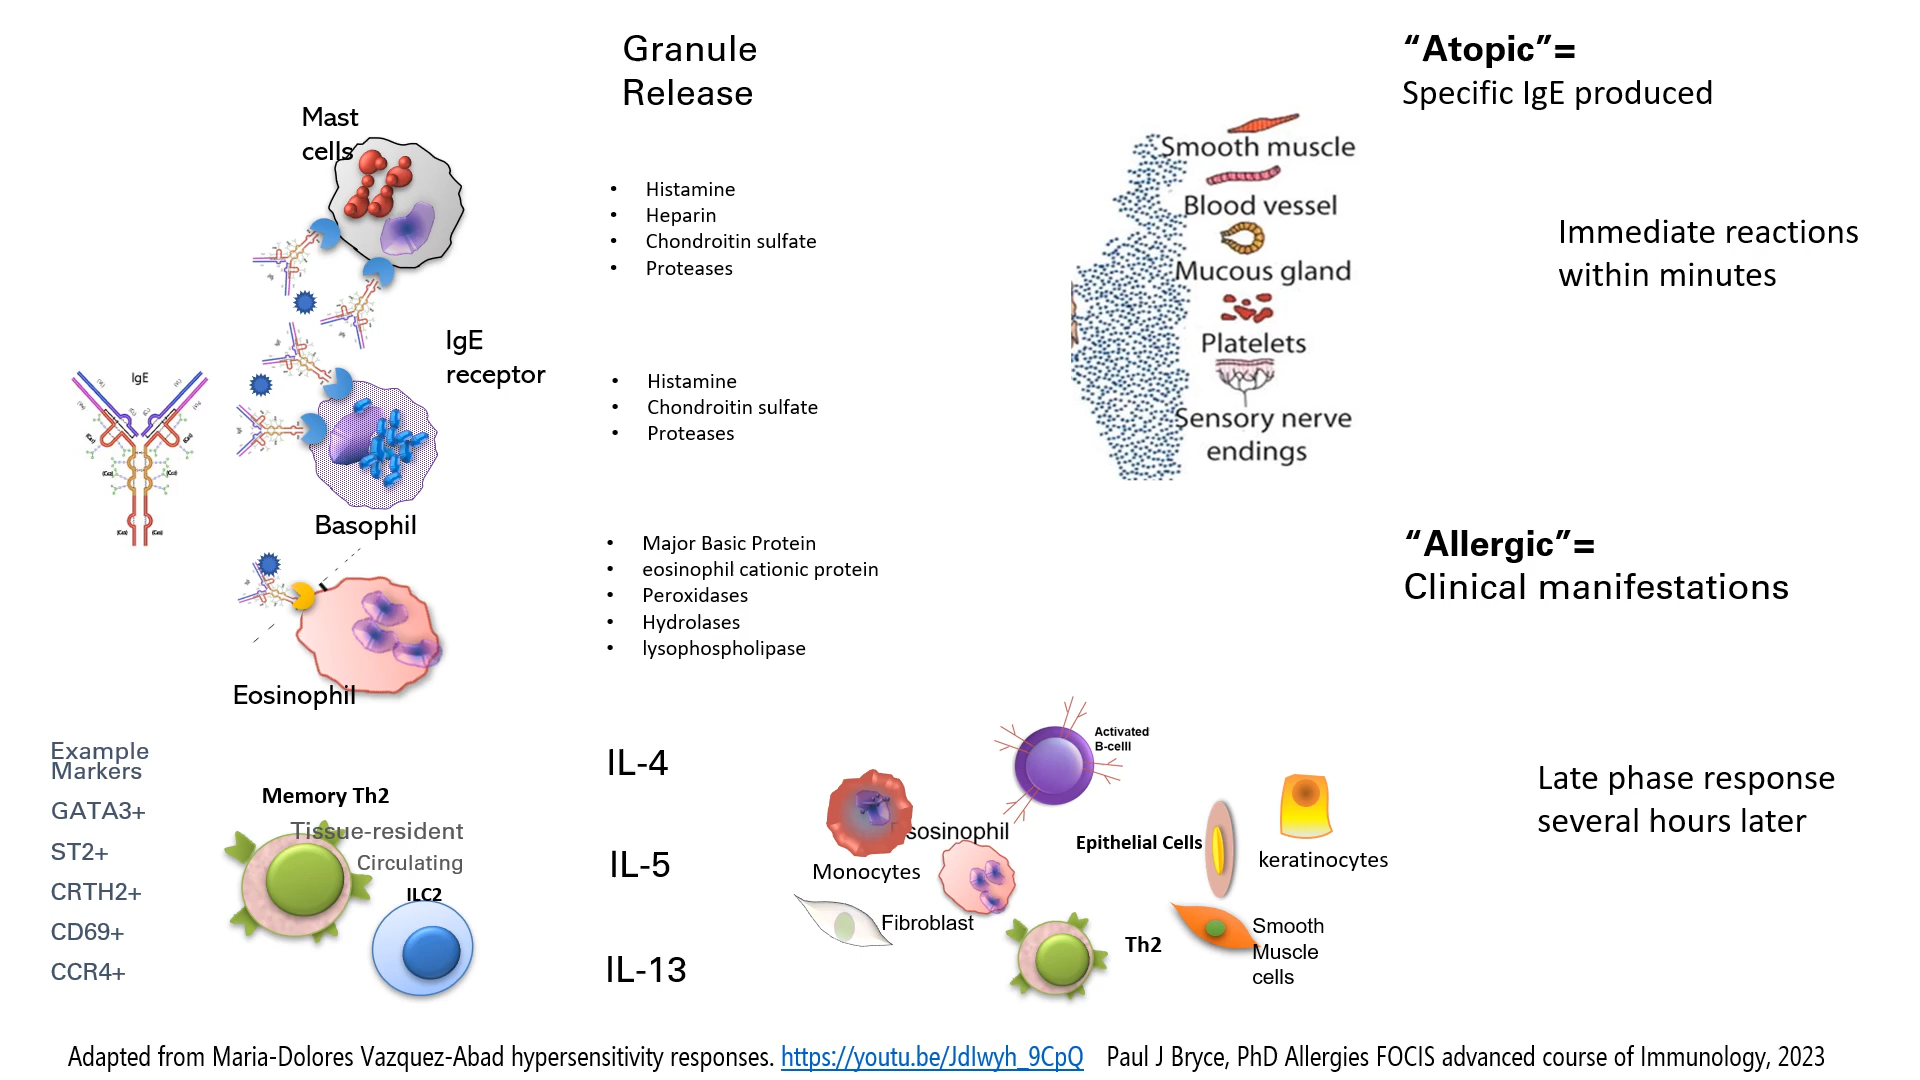 Granule
Release
“Atopic”=
Specific IgE produced
Mast
cells
• Histamine
• Heparin
• Chondroitin sulfate
• Proteases
Smooth muscle
Blood vessel
Mucous gland
Platelets
Sensory nerve
endings
Immediate reactions
within minutes
IgE
receptor
IgE
• Histamine
• Chondroitin sulfate
• Proteases
Basophil
• Major Basic Protein
• eosinophil cationic protein
• Peroxidases
• Hydrolases
• lysophospholipase
“Allergic”=
Clinical manifestations
Eosinophil
Example
Markers
GATA3+
ST2+
CRTH2+
CD69+
CCR4+
Memory Th2
Tissue-resident
Circulating
ILC2
IL-4
IL-5
IL-13
Activated
B-celll
Monocytes
Fibroblast
Epithelial Cells
keratinocytes
Th2
Smooth
Muscle
cells
Late phase response
several hours later
Adapted from Maria-Dolores Vazquez-Abad hypersensitivity responses. https://youtu.be/JdIwyh_9CpQ Paul J Bryce, PhD Allergies FOCIS advanced course of Immunology, 2023